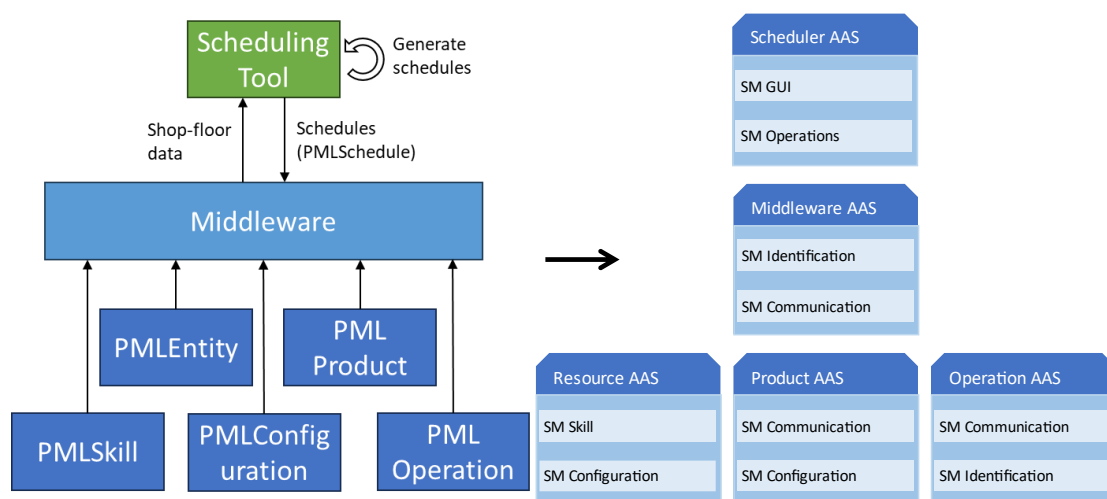 Scheduling
Tool
Generate
schedules
Shop-floor
data
Schedules
(PMLSchedule)
Middleware
PMLEntity
PML
Product
PMLSkill
PMLConfig
uration
PML
Operation
Scheduler AAS
SM GUI
SM Operations
Middleware AAS
SM Identification
SM Communication
Resource AAS
SM Skill
SM Configuration
Product AAS
SM Communication
SM Configuration
Operation AAS
SM Communication
SM Identification